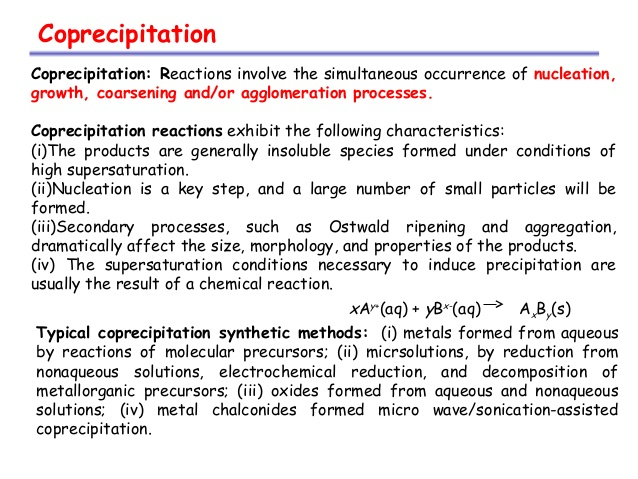 Coprecipitation
Coprecipitation: Reactions involve the simultaneous occurrence of nucleation,
growth, coarsening and/or agglomeration processes.
Coprecipitation reactions exhibit the following characteristics:
(i)The products are generally insoluble species formed under conditions of
high supersaturation.
(ii)Nucleation is a key step, and a large number of small particles will be
formed.
(iii)Secondary processes, such as Ostwald ripening and aggregation,
dramatically affect the size, morphology, and properties of the products.
(iv) The supersaturation conditions necessary to induce precipitation are
usually the result of a chemical reaction.
xAʸ⁺(aq) + yBˣ⁻(aq) → AₓBᵧ(s)
Typical coprecipitation synthetic methods: (i) metals formed from aqueous
by reactions of molecular precursors; (ii) micrsolutions, by reduction from
nonaqueous solutions, electrochemical reduction, and decomposition of
metallorganic precursors; (iii) oxides formed from aqueous and nonaqueous
solutions; (iv) metal chalconides formed micro wave/sonication-assisted
coprecipitation.